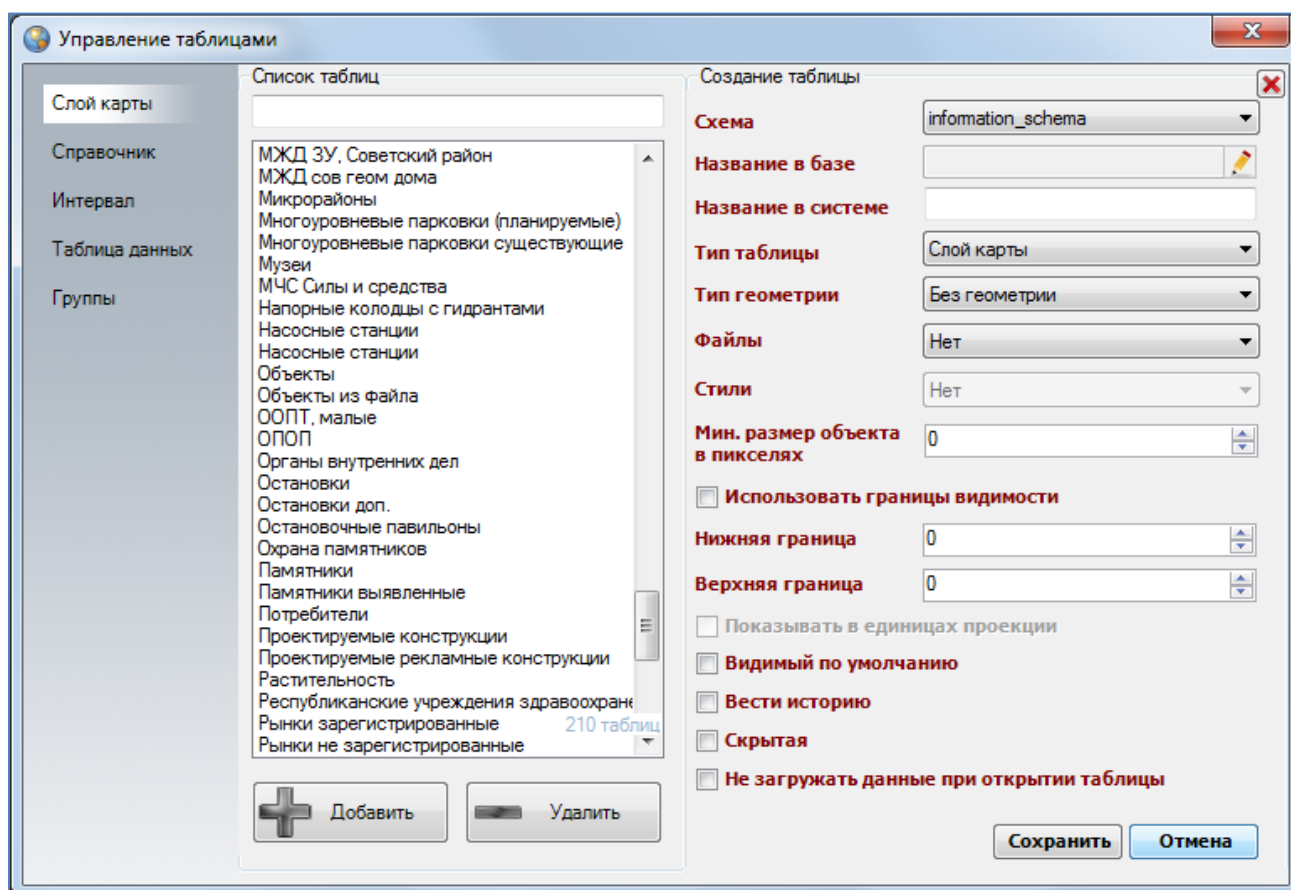 Управление таблицами
Слой карты
Справочник
Интервал
Таблица данных
Группы
Список таблиц
МЖД ЗУ, Советский район
МЖД сов геом дома
Микрорайоны
Многоуровневые парковки (планируемые)
Многоуровневые парковки существующие
Музеи
МЧС Силы и средства
Напорные колодцы с гидрантами
Насосные станции
Насосные станции
Объекты
Объекты из файла
ООПТ, малые
ОПОП
Органы внутренних дел
Остановки
Остановки доп.
Остановочные павильоны
Охрана памятников
Памятники
Памятники выявленные
Потребители
Проектируемые конструкции
Проектируемые рекламные конструкции
Растительность
Республиканские учреждения здравоохране
Рынки зарегистрированные 210 таблиц
Рынки не зарегистрированные
Добавить Удалить
Создание таблицы
Схема information_schema
Название в базе
Название в системе
Тип таблицы Слой карты
Тип геометрии Без геометрии
Файлы Нет
Стили Нет
Мин. размер объекта
в пикселях 0
Использовать границы видимости
Нижняя граница 0
Верхняя граница 0
Показывать в единицах проекции
Видимый по умолчанию
Вести историю
Скрытая
Не загружать данные при открытии таблицы
Сохранить Отмена